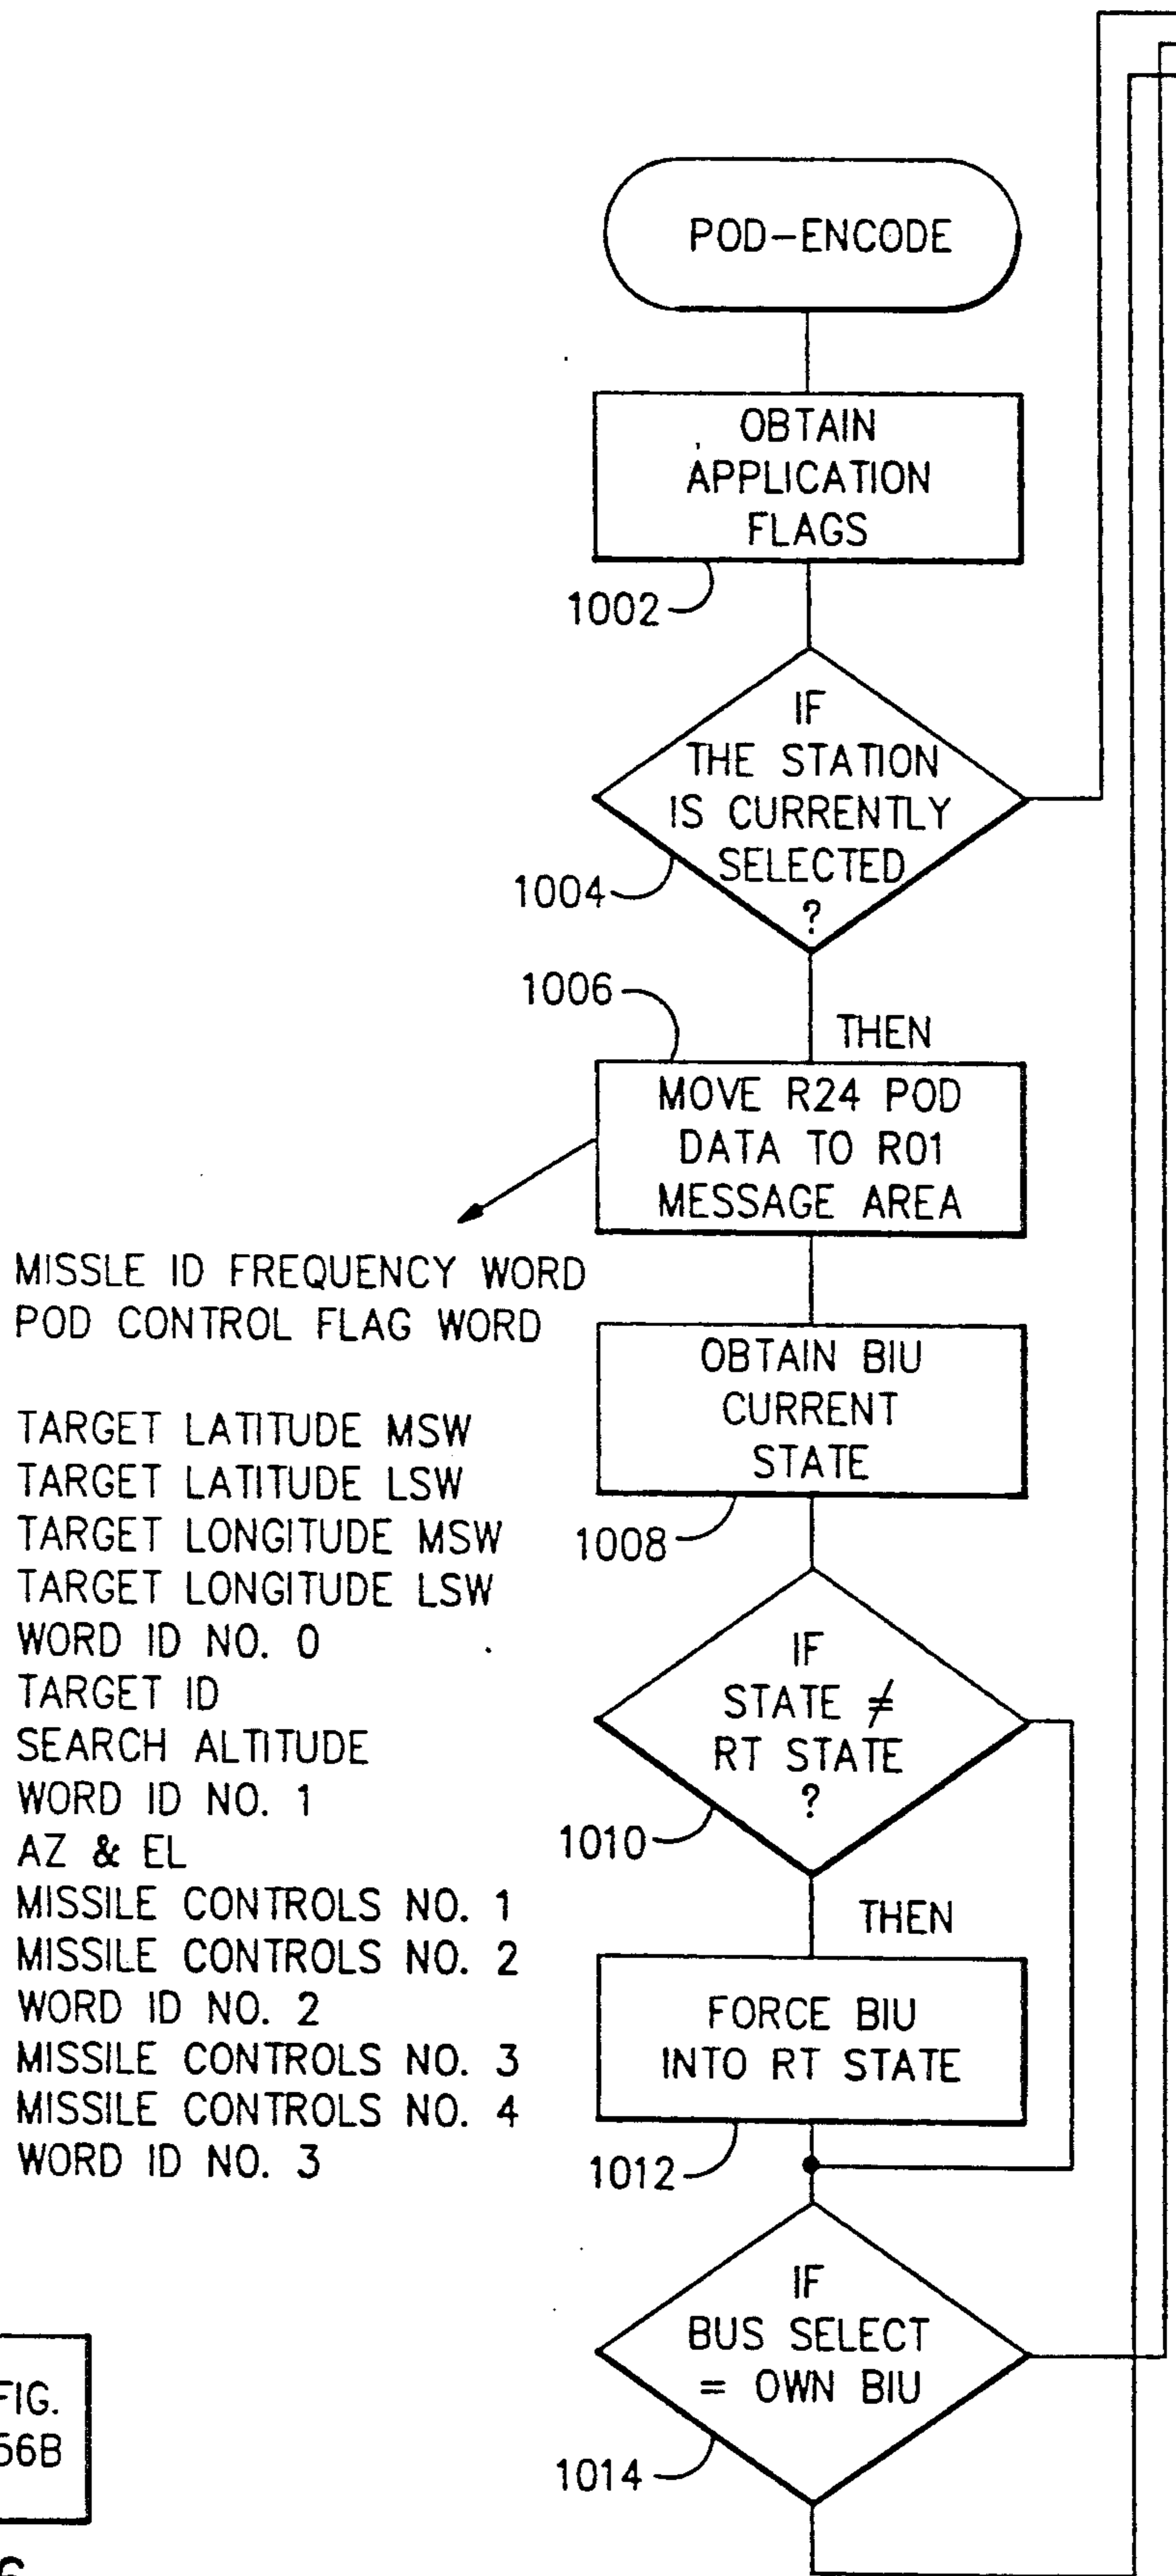 POD-ENCODE
OBTAIN
APPLICATION
FLAGS
1002
IF
THE STATION
IS CURRENTLY
SELECTED
?
1004
1006
THEN
MOVE R24 POD
DATA TO R01
MESSAGE AREA
MISSLE ID FREQUENCY WORD
POD CONTROL FLAG WORD
TARGET LATITUDE MSW
TARGET LATITUDE LSW
TARGET LONGITUDE MSW
TARGET LONGITUDE LSW
WORD ID NO. 0
TARGET ID
SEARCH ALTITUDE
WORD ID NO. 1
AZ & EL
MISSILE CONTROLS NO. 1
MISSILE CONTROLS NO. 2
WORD ID NO. 2
MISSILE CONTROLS NO. 3
MISSILE CONTROLS NO. 4
WORD ID NO. 3
OBTAIN BIU
CURRENT
STATE
1008
IF
STATE ≠
RT STATE
?
1010
THEN
FORCE BIU
INTO RT STATE
1012
IF
BUS SELECT
= OWN BIU
1014
FIG.
56B